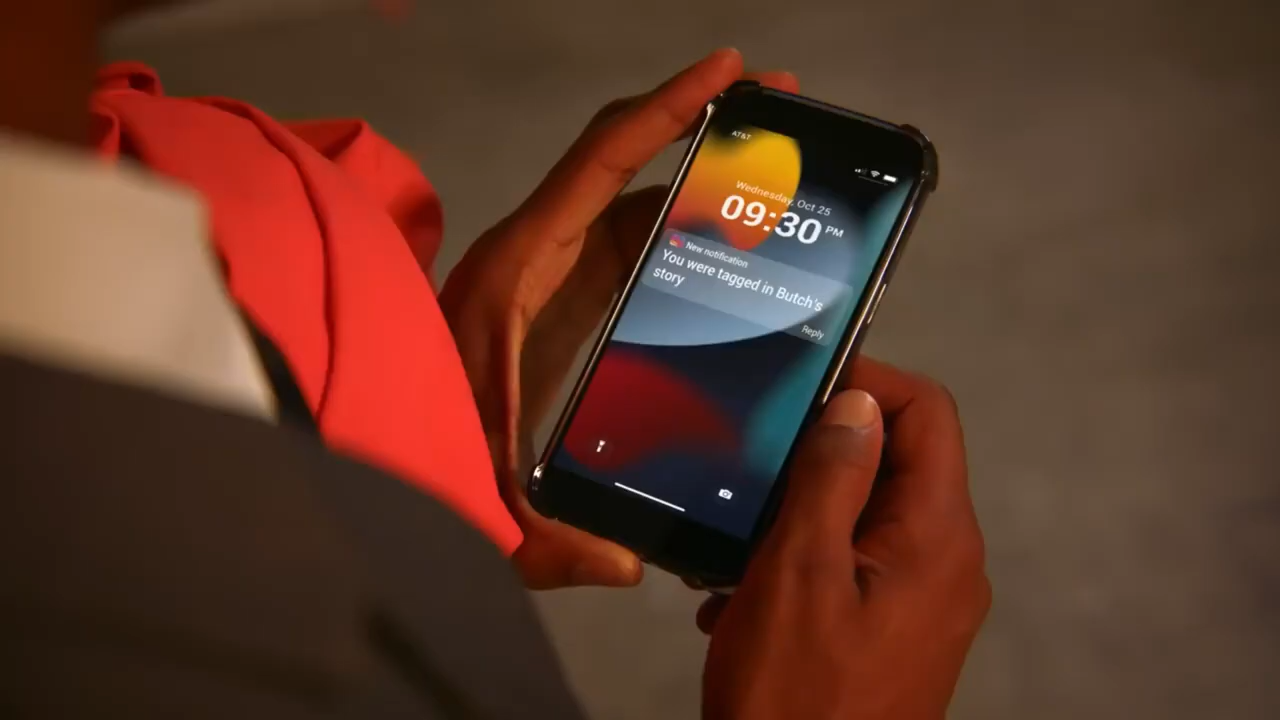 AT&T
Wednesday, Oct 25
09:30 PM
New notification
You were tagged in Butch's
story
Reply